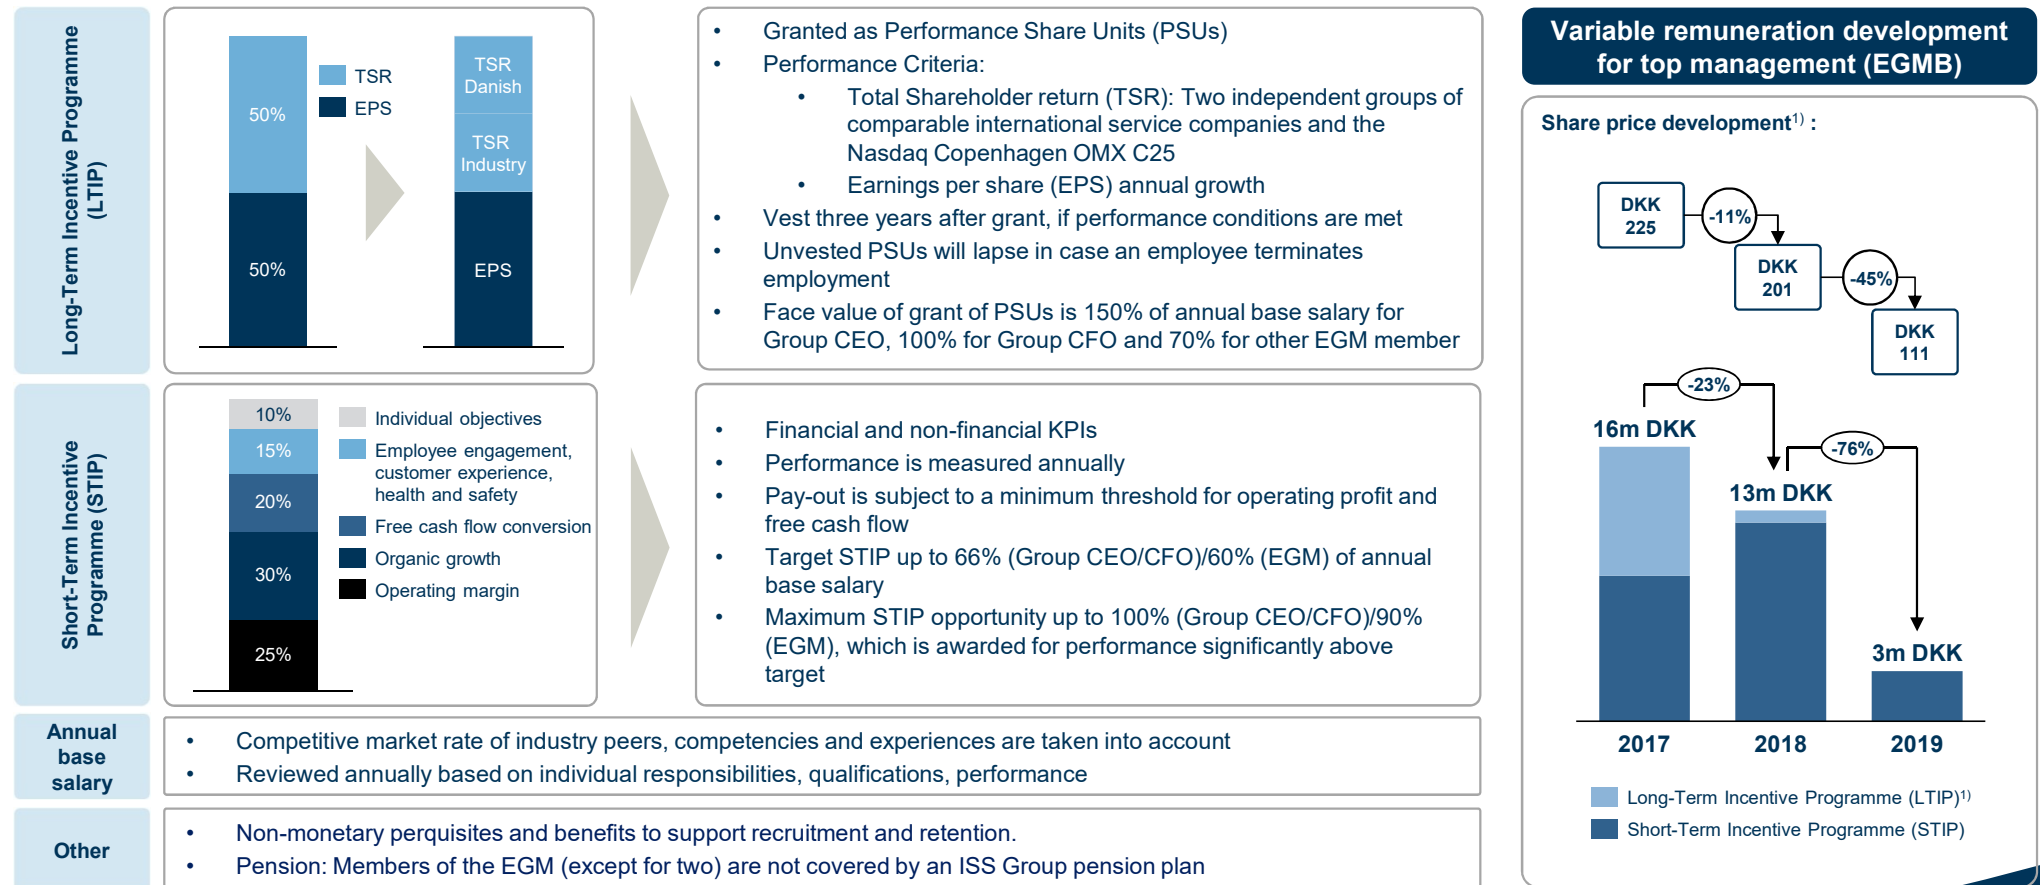 Long-Term Incentive Programme
(LTIP)
50%
50%
TSR
EPS
TSR
Danish
TSR
Industry
EPS
• Granted as Performance Share Units (PSUs)
• Performance Criteria:
• Total Shareholder return (TSR): Two independent groups of
comparable international service companies and the
Nasdaq Copenhagen OMX C25
• Earnings per share (EPS) annual growth
• Vest three years after grant, if performance conditions are met
• Unvested PSUs will lapse in case an employee terminates
employment
• Face value of grant of PSUs is 150% of annual base salary for
Group CEO, 100% for Group CFO and 70% for other EGM member
Short-Term Incentive
Programme (STIP)
10%
15%
20%
30%
25%
Individual objectives
Employee engagement,
customer experience,
health and safety
Free cash flow conversion
Organic growth
Operating margin
• Financial and non-financial KPIs
• Performance is measured annually
• Pay-out is subject to a minimum threshold for operating profit and
free cash flow
• Target STIP up to 66% (Group CEO/CFO)/60% (EGM) of annual
base salary
• Maximum STIP opportunity up to 100% (Group CEO/CFO)/90%
(EGM), which is awarded for performance significantly above
target
Annual
base
salary
• Competitive market rate of industry peers, competencies and experiences are taken into account
• Reviewed annually based on individual responsibilities, qualifications, performance
Other
• Non-monetary perquisites and benefits to support recruitment and retention.
• Pension: Members of the EGM (except for two) are not covered by an ISS Group pension plan
Variable remuneration development
for top management (EGMB)
Share price development1) :
DKK
225
-11%
DKK
201
-45%
DKK
111
-23%
16m DKK
-76%
13m DKK
3m DKK
2017 2018 2019
Long-Term Incentive Programme (LTIP)1)
Short-Term Incentive Programme (STIP)